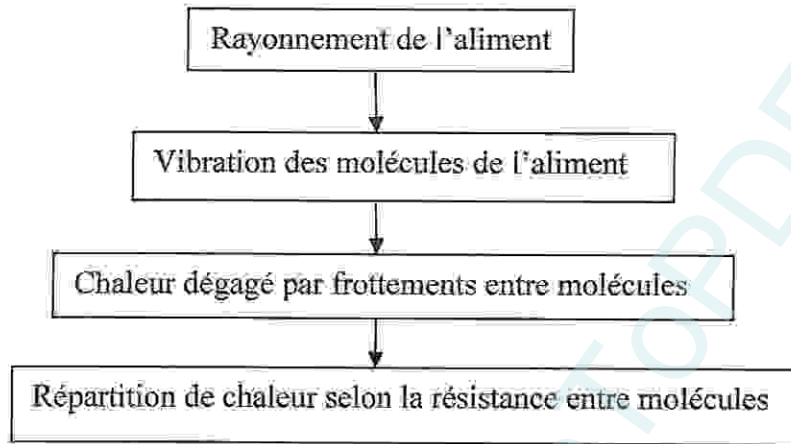 Rayonnement de l'aliment
Vibration des molécules de l'aliment
Chaleur dégagé par frottements entre molécules
Répartition de chaleur selon la résistance entre molécules